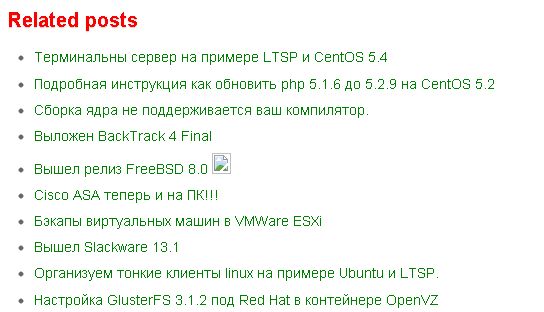 Related posts
Терминальны сервер на примере LTSP и CentOS 5.4
Подробная инструкция как обновить php 5.1.6 до 5.2.9 на CentOS 5.2
Сборка ядра не поддерживается ваш компилятор.
Выложен BackTrack 4 Final
Вышел релиз FreeBSD 8.0
Cisco ASA теперь и на ПК!!!
Бэкапы виртуальных машин в VMWare ESXi
Вышел Slackware 13.1
Организуем тонкие клиенты linux на примере Ubuntu и LTSP.
Настройка GlusterFS 3.1.2 под Red Hat в контейнере OpenVZ